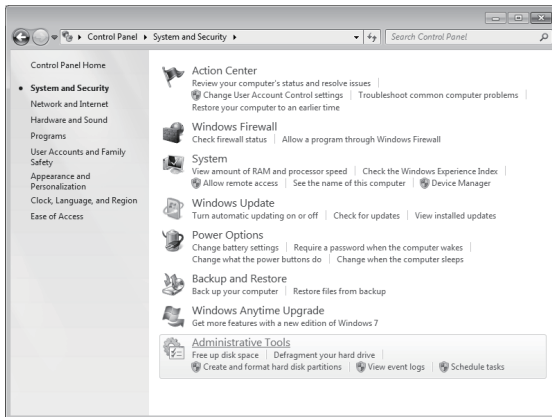 Control Panel ▸ System and Security ▸ Search Control Panel
Control Panel Home
System and Security
Network and Internet
Hardware and Sound
Programs
User Accounts and Family
Safety
Appearance and
Personalization
Clock, Language, and Region
Ease of Access
Action Center
Review your computer's status and resolve issues
Change User Account Control settings | Troubleshoot common computer problems
Restore your computer to an earlier time
Windows Firewall
Check firewall status | Allow a program through Windows Firewall
System
View amount of RAM and processor speed | Check the Windows Experience Index
Allow remote access | See the name of this computer | Device Manager
Windows Update
Turn automatic updating on or off | Check for updates | View installed updates
Power Options
Change battery settings | Require a password when the computer wakes
Change what the power buttons do | Change when the computer sleeps
Backup and Restore
Back up your computer | Restore files from backup
Windows Anytime Upgrade
Get more features with a new edition of Windows 7
Administrative Tools
Free up disk space | Defragment your hard drive
Create and format hard disk partitions | View event logs | Schedule tasks